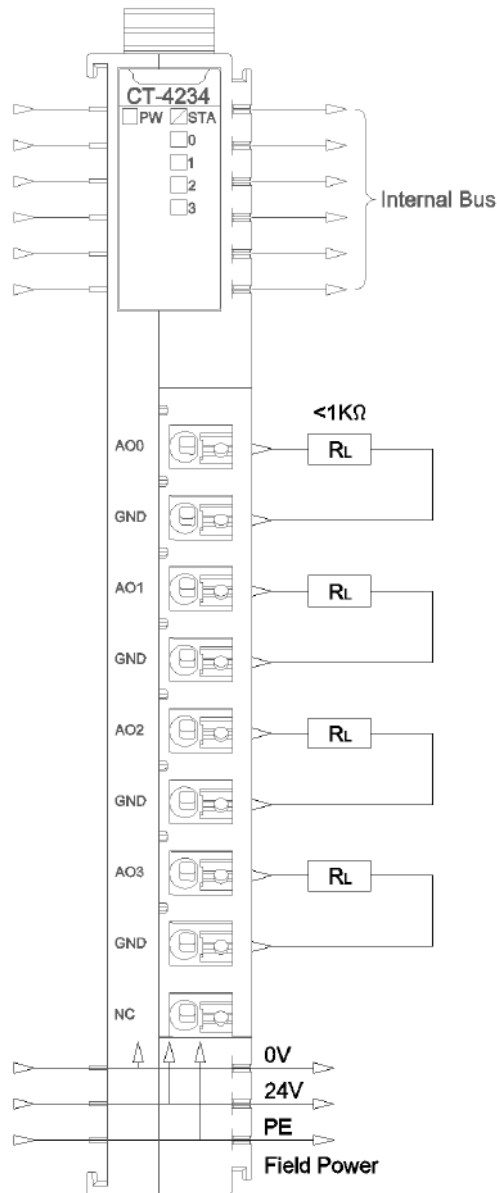 CT-4234
PW STA
0
1
2
3
Internal Bus
<1KΩ
AO0 RL
GND
AO1 RL
GND
AO2 RL
GND
AO3 RL
GND
NC
0V
24V
PE
Field Power